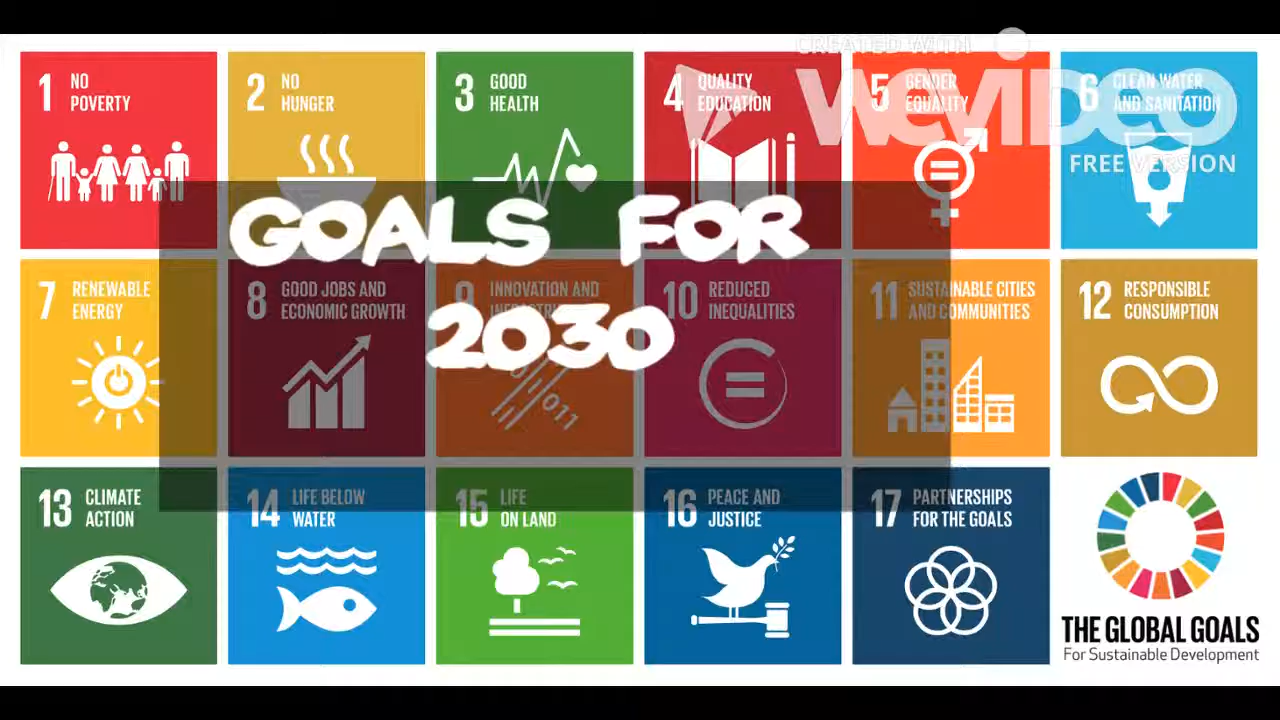 CREATED WITH
WeVideo
FREE VERSION
1 NO
POVERTY
2 NO
HUNGER
3 GOOD
HEALTH
4 QUALITY
EDUCATION
5 GENDER
EQUALITY
6 CLEAN WATER
AND SANITATION
GOALS FOR
2030
7 RENEWABLE
ENERGY
8 GOOD JOBS AND
ECONOMIC GROWTH
9 INNOVATION AND
10 REDUCED
INEQUALITIES
11 SUSTAINABLE CITIES
AND COMMUNITIES
12 RESPONSIBLE
CONSUMPTION
011
13 CLIMATE
ACTION
14 LIFE BELOW
WATER
15 LIFE
ON LAND
16 PEACE AND
JUSTICE
17 PARTNERSHIPS
FOR THE GOALS
THE GLOBAL GOALS
For Sustainable Development